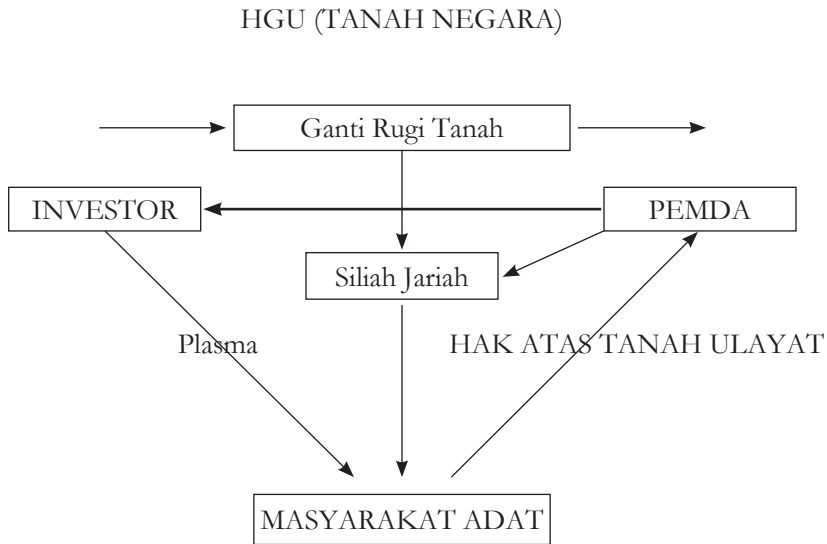 HGU (TANAH NEGARA)
Ganti Rugi Tanah
INVESTOR
PEMDA
Siliah Jariah
Plasma
HAK ATAS TANAH ULAYAT
MASYARAKAT ADAT